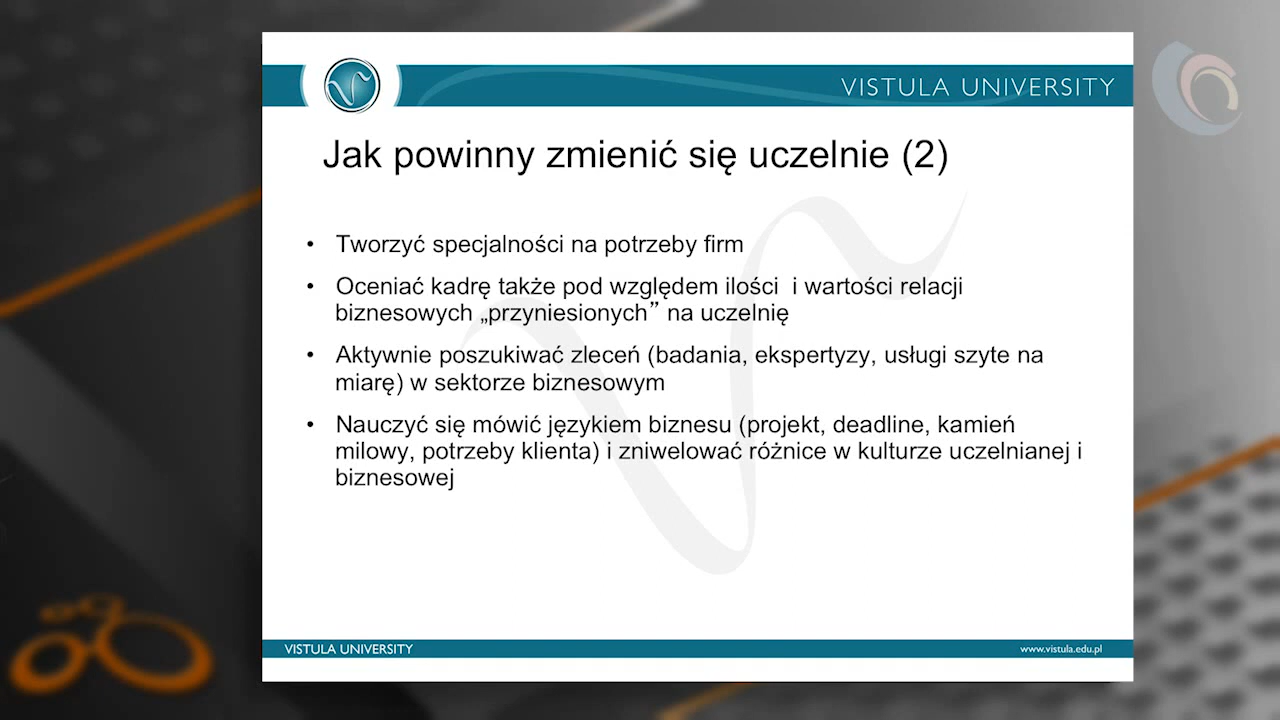 VISTULA UNIVERSITY
Jak powinny zmienić się uczelnie (2)
• Tworzyć specjalności na potrzeby firm
• Oceniać kadrę także pod względem ilości  i wartości relacji
biznesowych „przyniesionych” na uczelnię
• Aktywnie poszukiwać zleceń (badania, ekspertyzy, usługi szyte na
miarę) w sektorze biznesowym
• Nauczyć się mówić językiem biznesu (projekt, deadline, kamień
milowy, potrzeby klienta) i zniwelować różnice w kulturze uczelnianej i
biznesowej
VISTULA UNIVERSITY
www.vistula.edu.pl